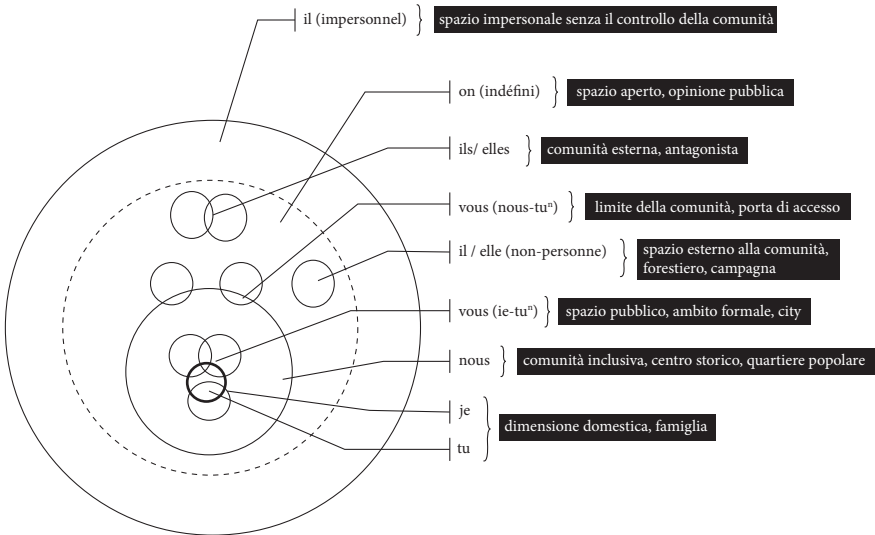 il (impersonnel) } spazio impersonale senza il controllo della comunità
on (indéfini) } spazio aperto, opinione pubblica
ils/ elles } comunità esterna, antagonista
vous (nous-tuⁿ) } limite della comunità, porta di accesso
il / elle (non-personne) } spazio esterno alla comunità,
forestiero, campagna
vous (ie-tuⁿ) } spazio pubblico, ambito formale, city
nous } comunità inclusiva, centro storico, quartiere popolare
je
tu
} dimensione domestica, famiglia